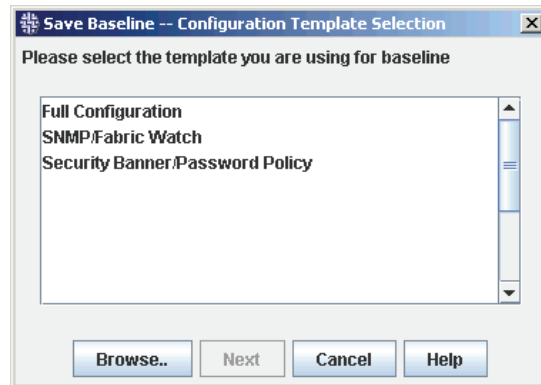 Save Baseline -- Configuration Template Selection
Please select the template you are using for baseline
Full Configuration
SNMP/Fabric Watch
Security Banner/Password Policy
Browse.. Next Cancel Help